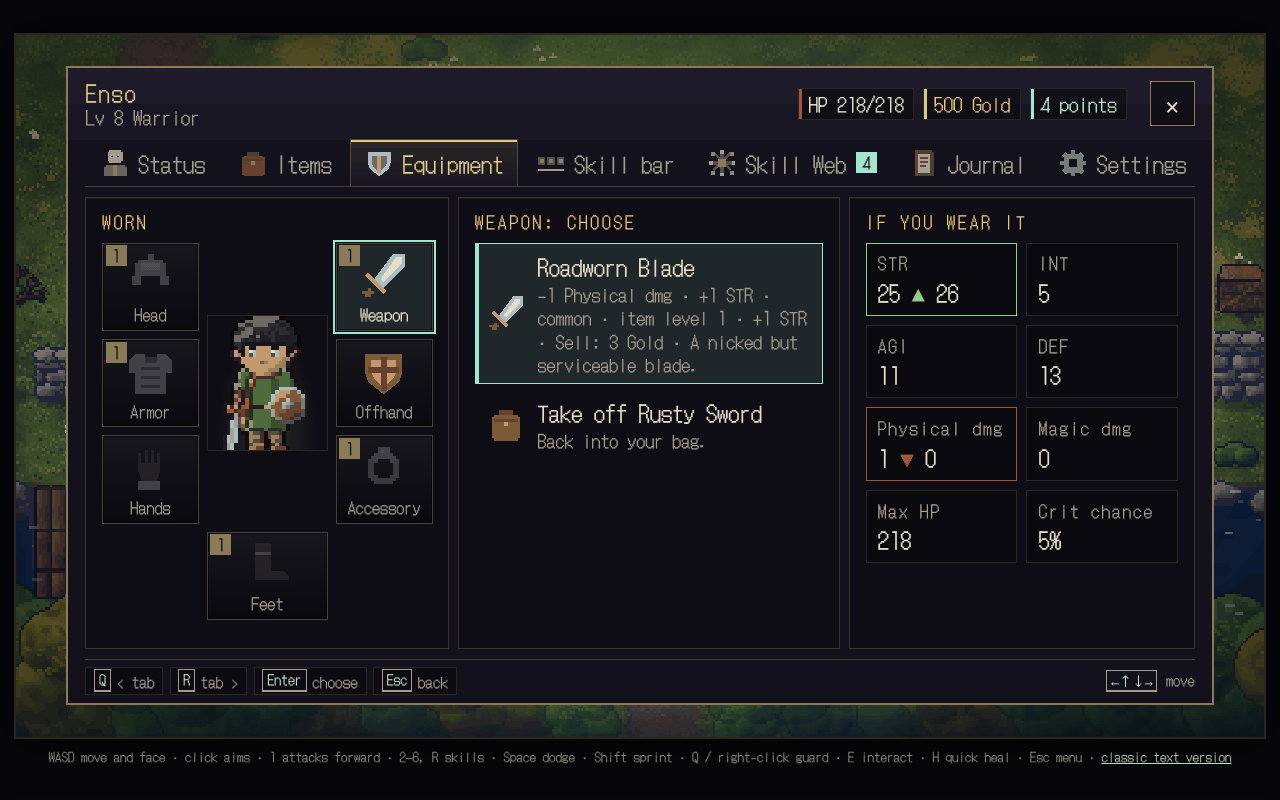 Enso
Lv 8 Warrior
HP 218/218
500 Gold
4 points
×
Status
Items
Equipment
Skill bar
Skill Web 4
Journal
Settings
WORN
1
Head
1
Weapon
1
Armor
Offhand
Hands
1
Accessory
1
Feet
WEAPON: CHOOSE
Roadworn Blade
-1 Physical dmg · +1 STR ·
common · item level 1 · +1 STR
· Sell: 3 Gold · A nicked but
serviceable blade.
Take off Rusty Sword
Back into your bag.
IF YOU WEAR IT
STR
25 ▲ 26
INT
5
AGI
11
DEF
13
Physical dmg
1 ▼ 0
Magic dmg
0
Max HP
218
Crit chance
5%
Q < tab
R tab >
Enter choose
Esc back
←↑↓→ move
WASD move and face · click aims · 1 attacks forward · 2-6, R skills · Space dodge · Shift sprint · Q / right-click guard · E interact · H quick heal · Esc menu · classic text version